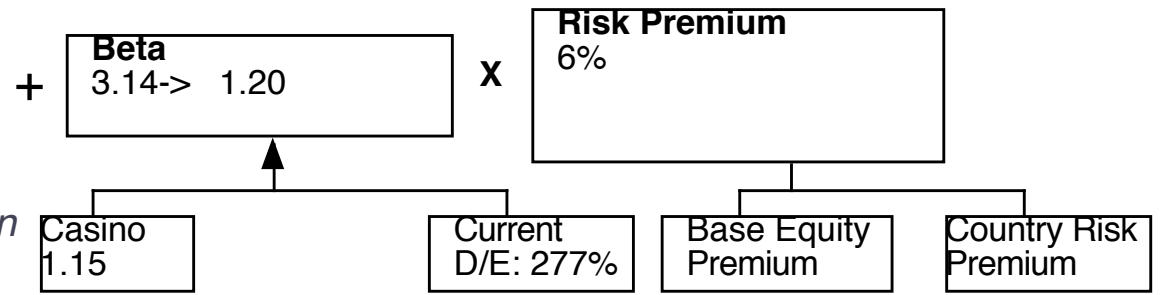 +
Beta
3.14-> 1.20
X
Risk Premium
6%
n
Casino
1.15
Current
D/E: 277%
Base Equity
Premium
Country Risk
Premium